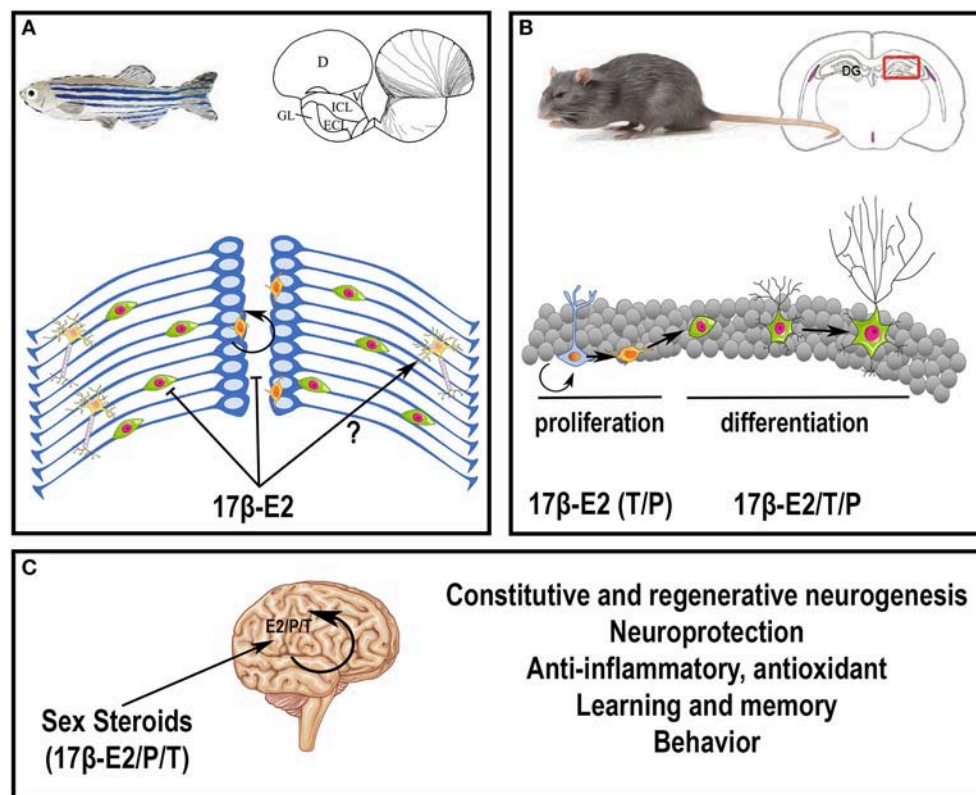 A
D
V
ICL
GL
ECL
?
17β-E2
B
DG
proliferation
differentiation
17β-E2 (T/P)
17β-E2/T/P
C
E2/P/T
Sex Steroids
(17β-E2/P/T)
Constitutive and regenerative neurogenesis
Neuroprotection
Anti-inflammatory, antioxidant
Learning and memory
Behavior